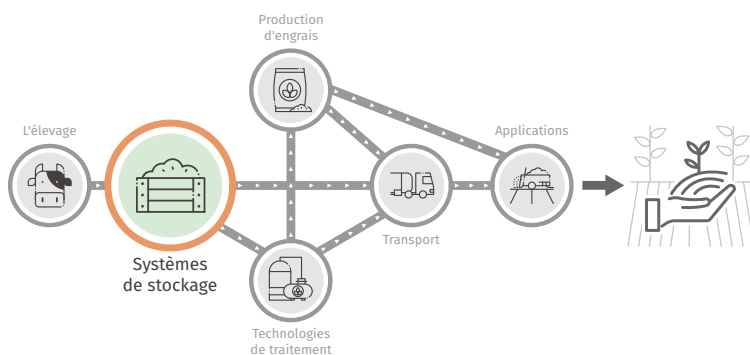 Production
d'engrais
L'élevage
Applications
Transport
Systèmes
de stockage
Technologies
de traitement